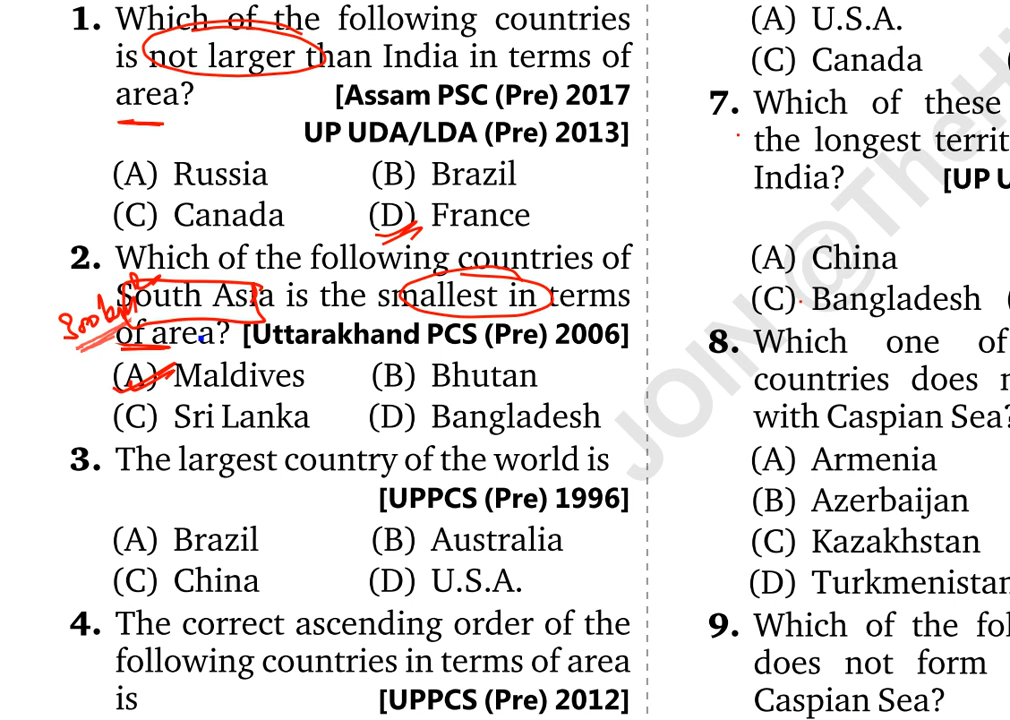 1. Which of the following countries
is not larger than India in terms of
area? [Assam PSC (Pre) 2017
UP UDA/LDA (Pre) 2013]
(A) Russia (B) Brazil
(C) Canada (D) France
2. Which of the following countries of
South Asia is the smallest in terms
of area? [Uttarakhand PCS (Pre) 2006]
(A) Maldives (B) Bhutan
(C) Sri Lanka (D) Bangladesh
3. The largest country of the world is
[UPPCS (Pre) 1996]
(A) Brazil (B) Australia
(C) China (D) U.S.A.
4. The correct ascending order of the
following countries in terms of area
is [UPPCS (Pre) 2012]
(A) U.S.A.
(C) Canada
7. Which of these
the longest territ
India? [UP U
(A) China
(C) Bangladesh (
8. Which one of
countries does n
with Caspian Sea?
(A) Armenia
(B) Azerbaijan
(C) Kazakhstan
(D) Turkmenistan
9. Which of the fol
does not form
Caspian Sea?
JOIN @TheHi